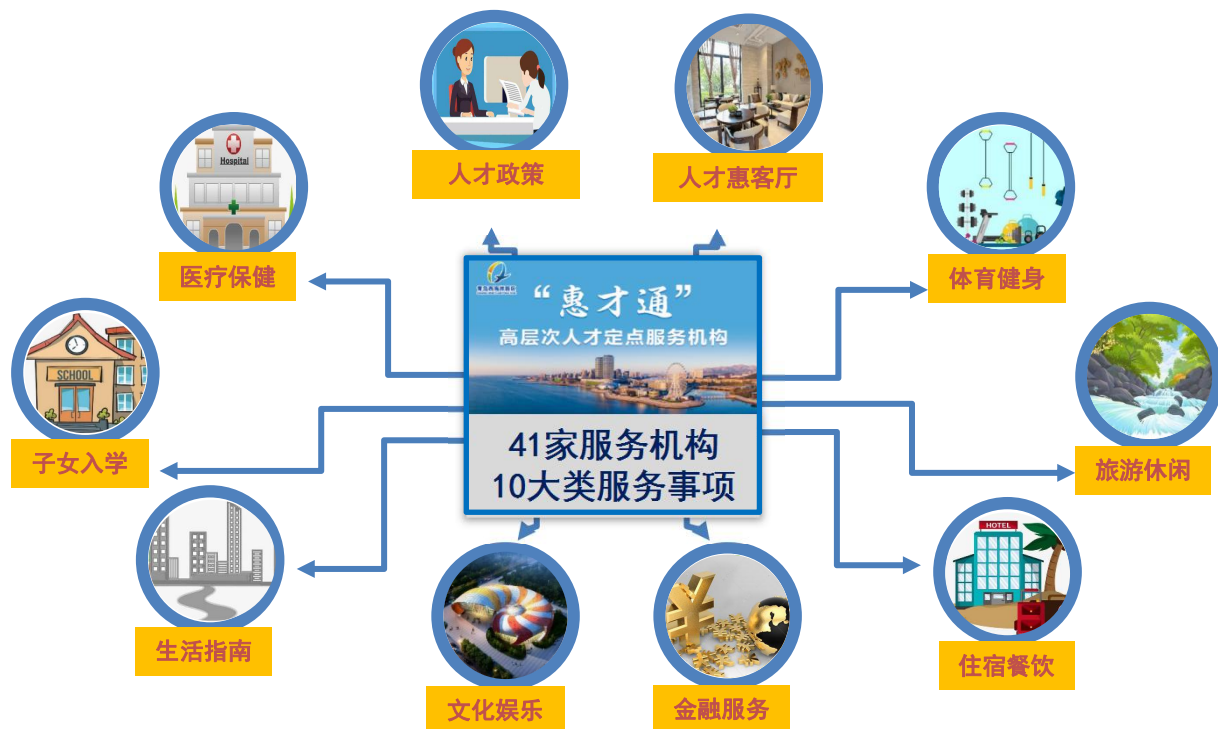 人才政策
人才惠客厅
Hospital
医疗保健
体育健身
“惠才通”
高层次人才定点服务机构
SCHOOL
子女入学
41家服务机构
10大类服务事项
旅游休闲
生活指南
HOTEL
住宿餐饮
文化娱乐
金融服务